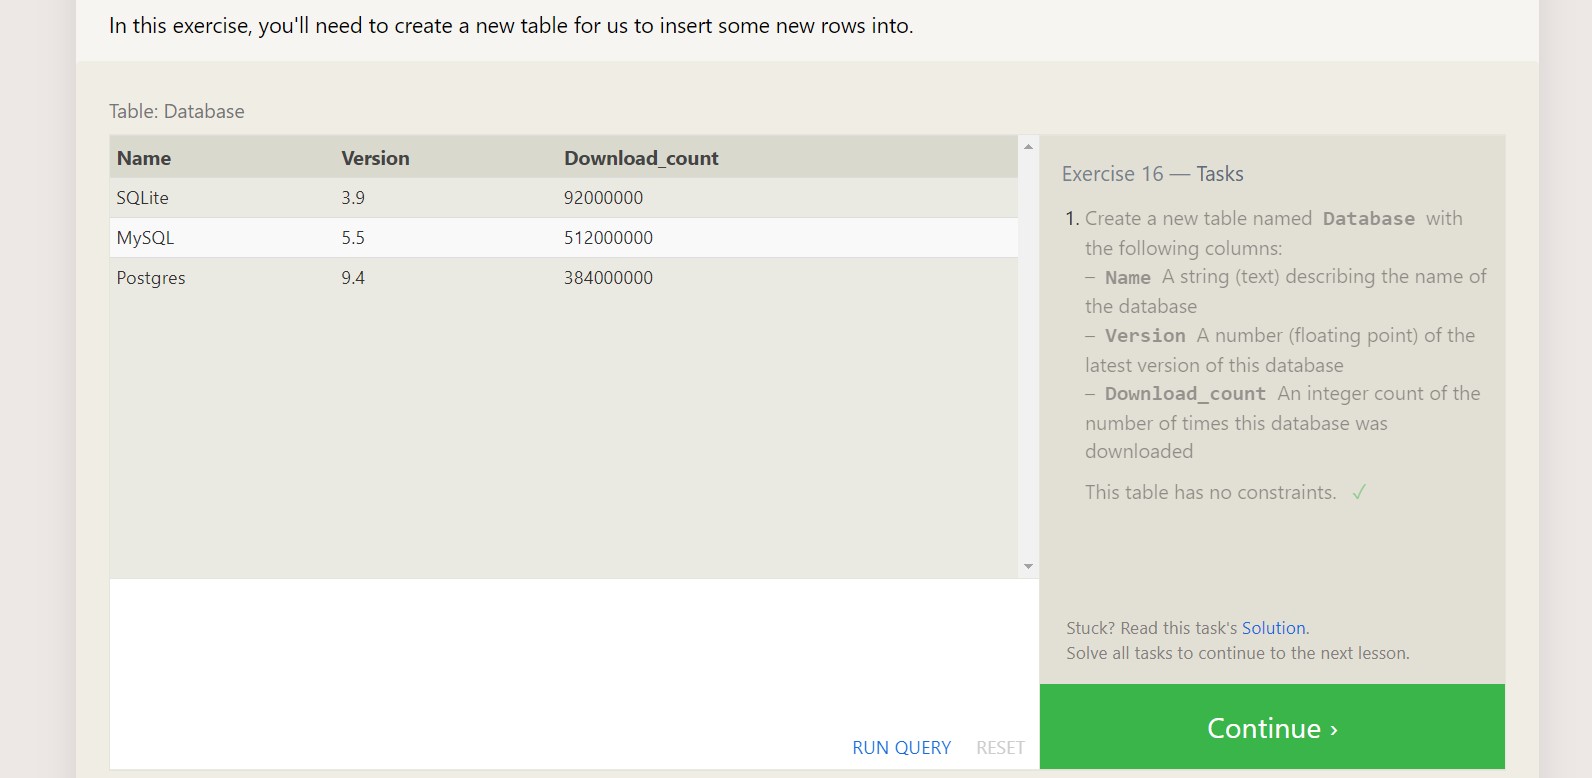 In this exercise, you'll need to create a new table for us to insert some new rows into.
Table: Database
Name Version Download_count
SQLite 3.9 92000000
MySQL 5.5 512000000
Postgres 9.4 384000000
RUN QUERY RESET
Exercise 16 — Tasks
1. Create a new table named Database with
the following columns:
– Name A string (text) describing the name of
the database
– Version A number (floating point) of the
latest version of this database
– Download_count An integer count of the
number of times this database was
downloaded
This table has no constraints. ✓
Stuck? Read this task's Solution.
Solve all tasks to continue to the next lesson.
Continue ›